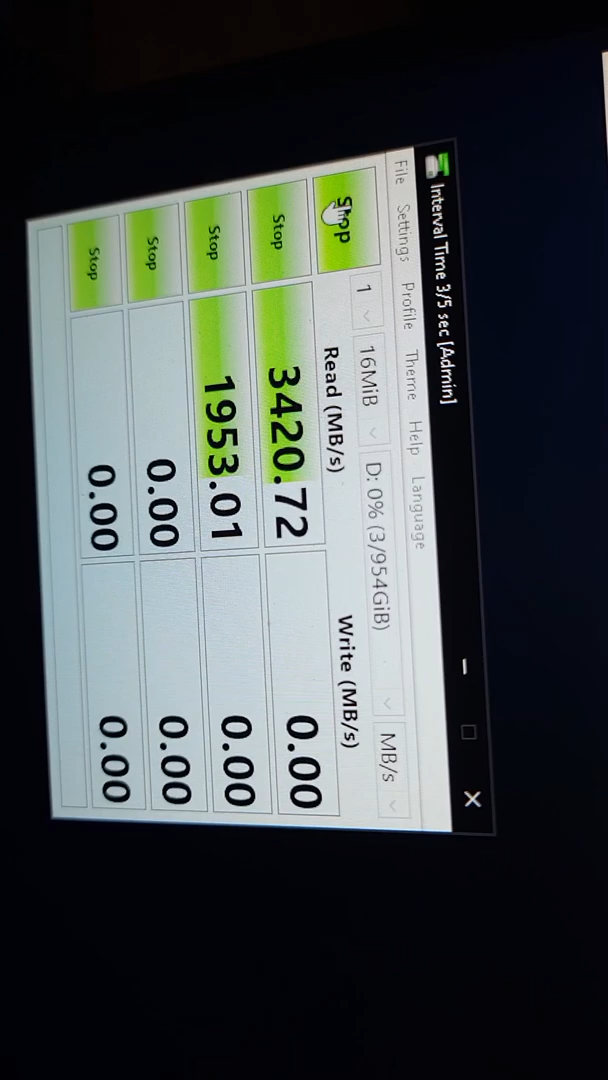 Interval Time 3/5 sec [Admin]
File Settings Profile Theme Help Language
Stop 1 16MiB D: 0% (3/954GiB) MB/s
Read (MB/s) Write (MB/s)
Stop 3420.72 0.00
Stop 1953.01 0.00
Stop 0.00 0.00
Stop 0.00 0.00